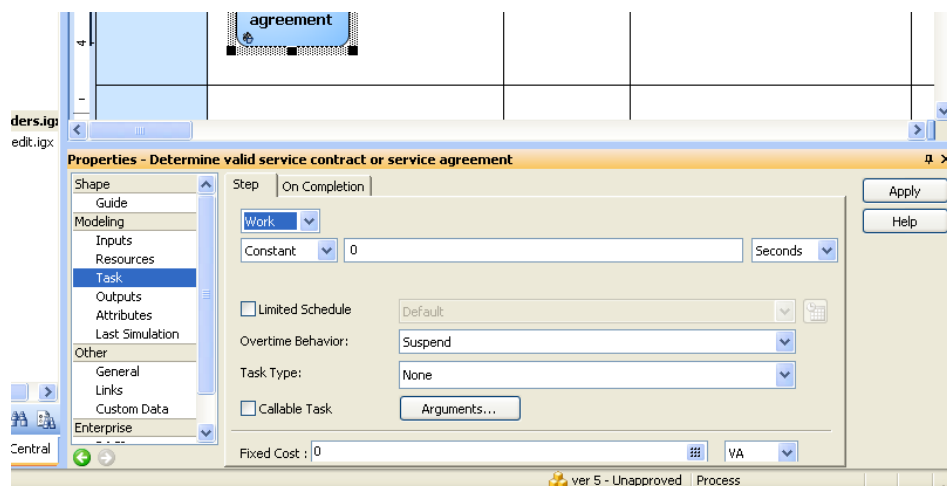 agreement
4
ders.ig
edit.igx
Properties - Determine valid service contract or service agreement
Shape
Guide
Modeling
Inputs
Resources
Task
Outputs
Attributes
Last Simulation
Other
General
Links
Custom Data
Enterprise
Central
Step
On Completion
Work
Constant
0
Seconds
Limited Schedule
Default
Overtime Behavior:
Suspend
Task Type:
None
Callable Task
Arguments...
Fixed Cost :
0
VA
Apply
Help
ver 5 - Unapproved
Process